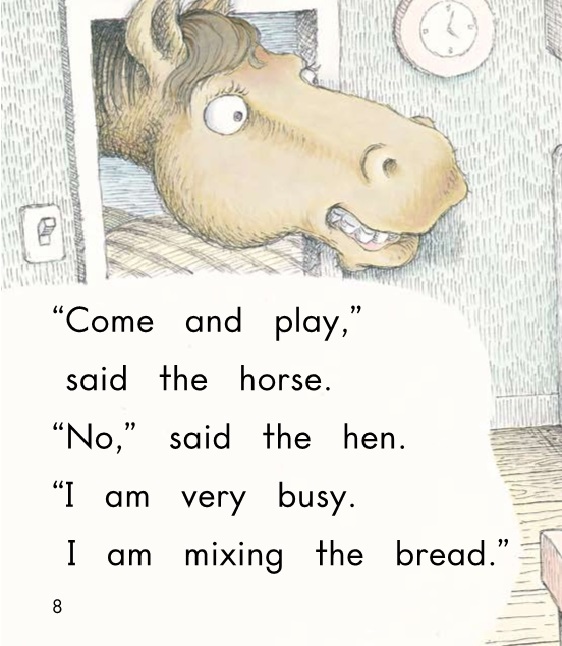 “Come and play,”
said the horse.
“No,” said the hen.
“I am very busy.
I am mixing the bread.”
8